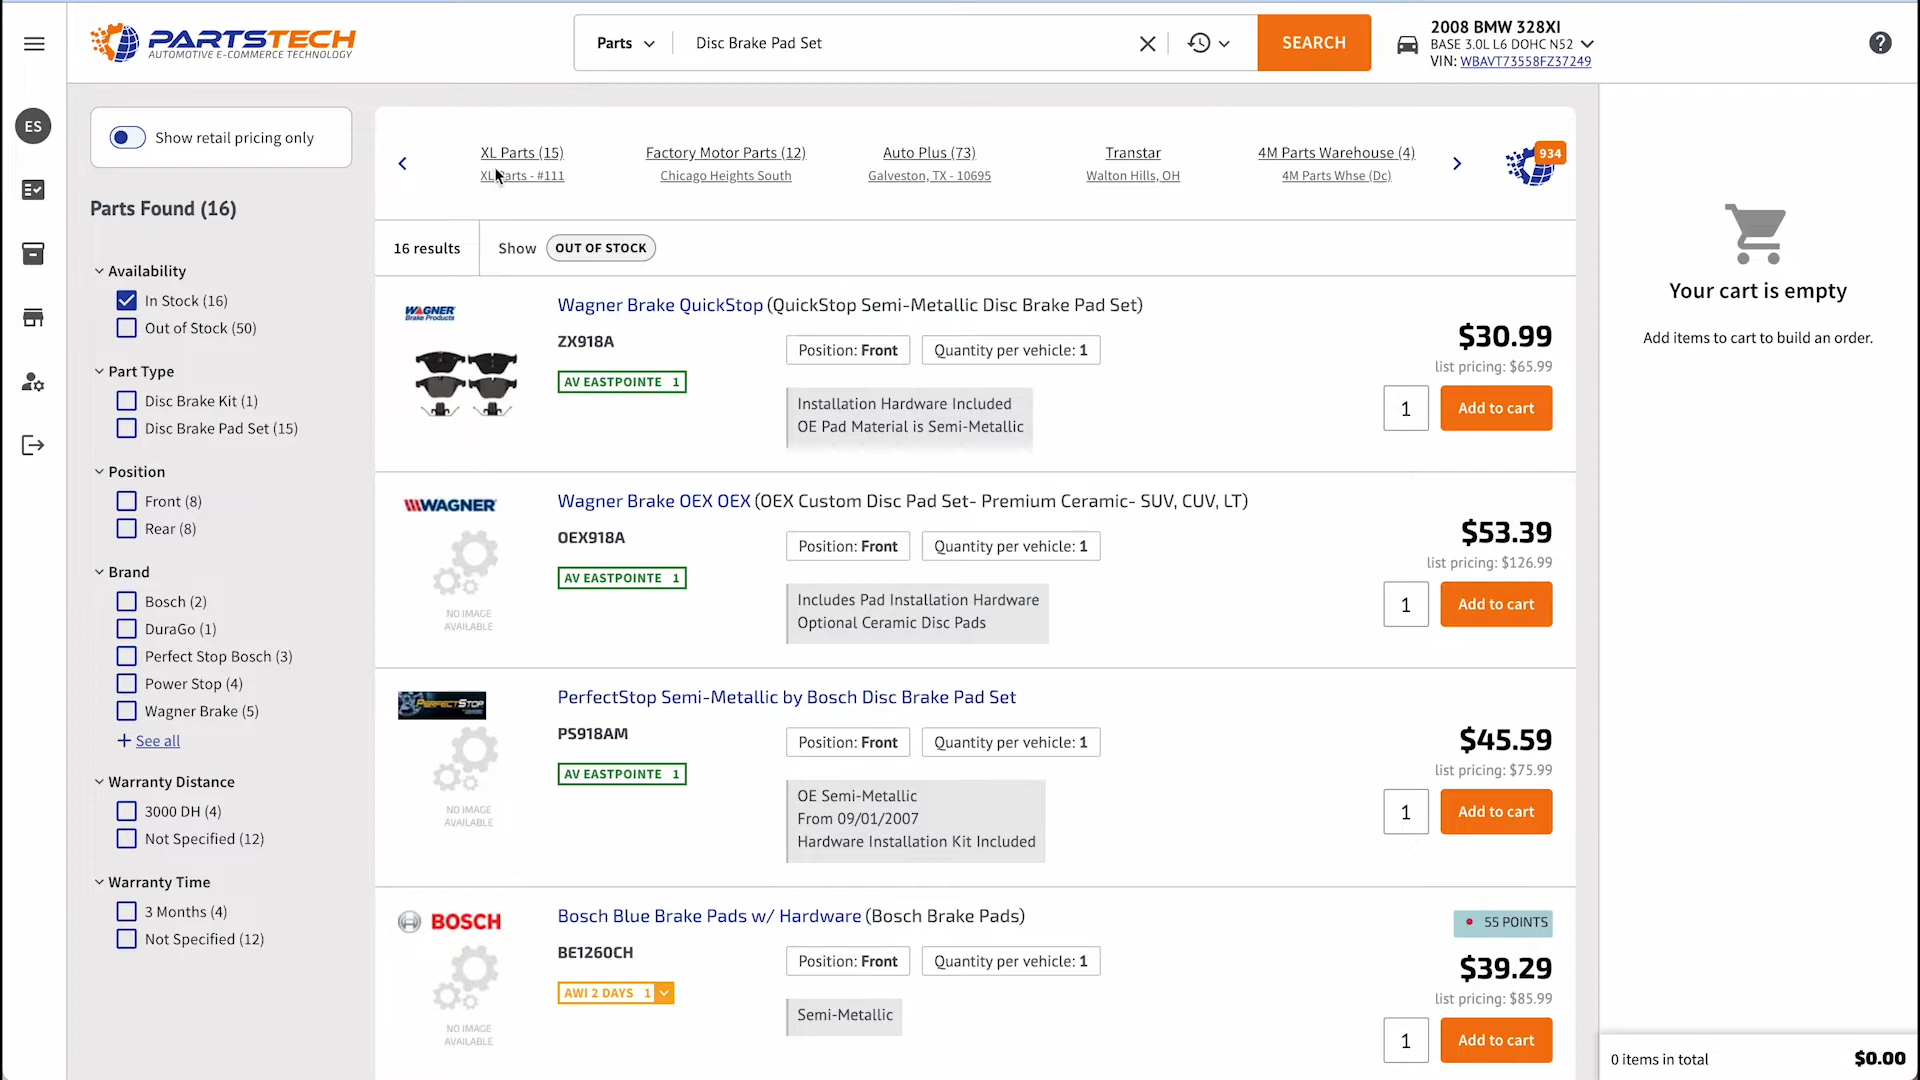 PARTSTECH
AUTOMOTIVE E-COMMERCE TECHNOLOGY
Parts
Disc Brake Pad Set
SEARCH
2008 BMW 328XI
BASE 3.0L L6 DOHC N52
VIN: WBAVT73558FZ37249
?
ES
Show retail pricing only
Parts Found (16)
Availability
In Stock (16)
Out of Stock (50)
Part Type
Disc Brake Kit (1)
Disc Brake Pad Set (15)
Position
Front (8)
Rear (8)
Brand
Bosch (2)
DuraGo (1)
Perfect Stop Bosch (3)
Power Stop (4)
Wagner Brake (5)
+ See all
Warranty Distance
3000 DH (4)
Not Specified (12)
Warranty Time
3 Months (4)
Not Specified (12)
XL Parts (15)
XL Parts - #111
Factory Motor Parts (12)
Chicago Heights South
Auto Plus (73)
Galveston, TX - 10695
Transtar
Walton Hills, OH
4M Parts Warehouse (4)
4M Parts Whse (Dc)
934
16 results
Show
OUT OF STOCK
WAGNER
Brake Products
Wagner Brake QuickStop (QuickStop Semi-Metallic Disc Brake Pad Set)
ZX918A
AV EASTPOINTE 1
Position: Front
Quantity per vehicle: 1
Installation Hardware Included
OE Pad Material is Semi-Metallic
$30.99
list pricing: $65.99
1
Add to cart
WAGNER
NO IMAGE
AVAILABLE
Wagner Brake OEX OEX (OEX Custom Disc Pad Set- Premium Ceramic- SUV, CUV, LT)
OEX918A
AV EASTPOINTE 1
Position: Front
Quantity per vehicle: 1
Includes Pad Installation Hardware
Optional Ceramic Disc Pads
$53.39
list pricing: $126.99
1
Add to cart
PERFECTSTOP
NO IMAGE
AVAILABLE
PerfectStop Semi-Metallic by Bosch Disc Brake Pad Set
PS918AM
AV EASTPOINTE 1
Position: Front
Quantity per vehicle: 1
OE Semi-Metallic
From 09/01/2007
Hardware Installation Kit Included
$45.59
list pricing: $75.99
1
Add to cart
BOSCH
NO IMAGE
AVAILABLE
Bosch Blue Brake Pads w/ Hardware (Bosch Brake Pads)
BE1260CH
AWI 2 DAYS 1
Position: Front
Quantity per vehicle: 1
Semi-Metallic
55 POINTS
$39.29
list pricing: $85.99
1
Add to cart
Your cart is empty
Add items to cart to build an order.
0 items in total
$0.00